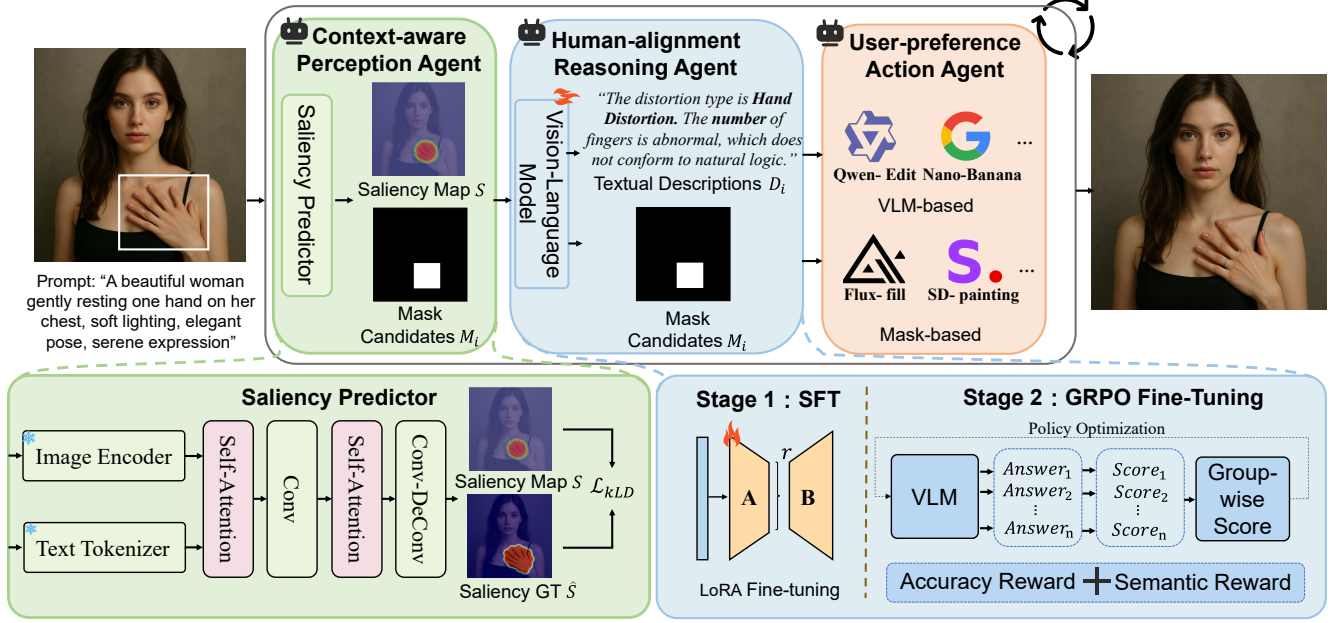 Context-aware
Perception Agent
Human-alignment
Reasoning Agent
User-preference
Action Agent
Saliency Predictor
Saliency Map S
Mask
Candidates M_i
Vision-Language
Model
“The distortion type is Hand
Distortion. The number of
fingers is abnormal, which does
not conform to natural logic.”
Textual Descriptions D_i
Mask
Candidates M_i
Qwen- Edit
Nano-Banana
...
VLM-based
Flux- fill
SD- painting
...
Mask-based
Prompt: “A beautiful woman
gently resting one hand on her
chest, soft lighting, elegant
pose, serene expression”
Saliency Predictor
Image Encoder
Text Tokenizer
Self-Attention
Conv
Self-Attention
Conv-DeConv
Saliency Map S
Saliency GT Ŝ
ℒ_kLD
Stage 1：SFT
A
r
B
LoRA Fine-tuning
Stage 2：GRPO Fine-Tuning
Policy Optimization
VLM
Answer_1
Answer_2
⋮
Answer_n
Score_1
Score_2
⋮
Score_n
Group-
wise
Score
Accuracy Reward + Semantic Reward